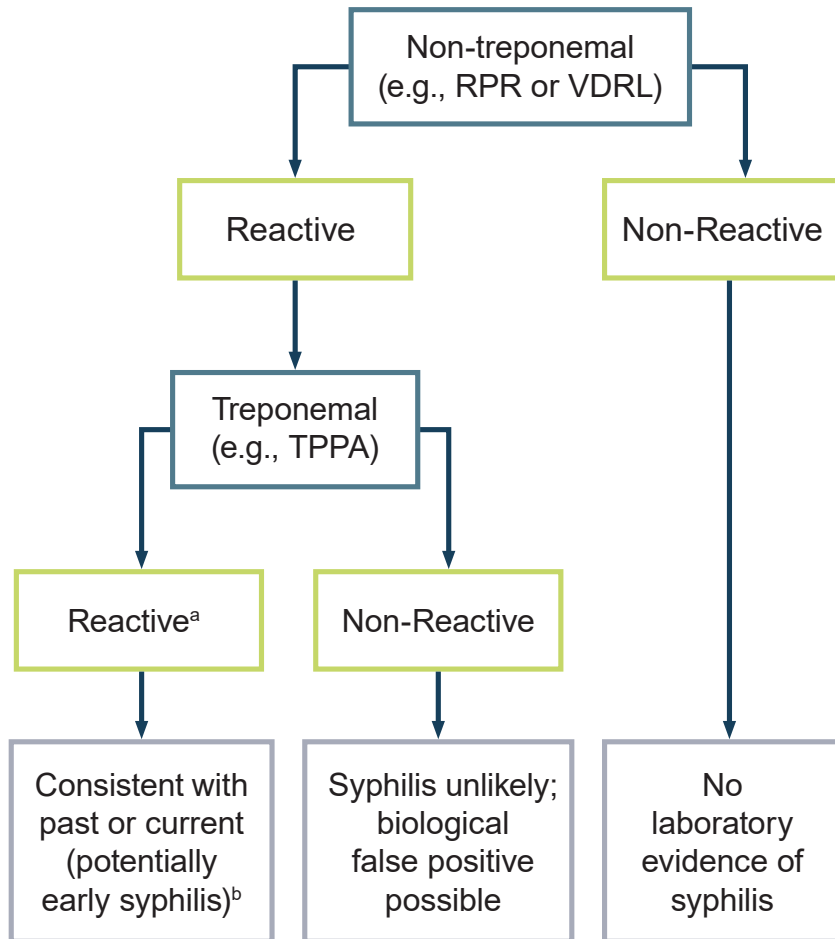 Non-treponemal
(e.g., RPR or VDRL)
Reactive
Non-Reactive
Treponemal
(e.g., TPPA)
Reactiveᵃ
Non-Reactive
Consistent with
past or current
(potentially
early syphilis)ᵇ
Syphilis unlikely;
biological
false positive
possible
No
laboratory
evidence of
syphilis